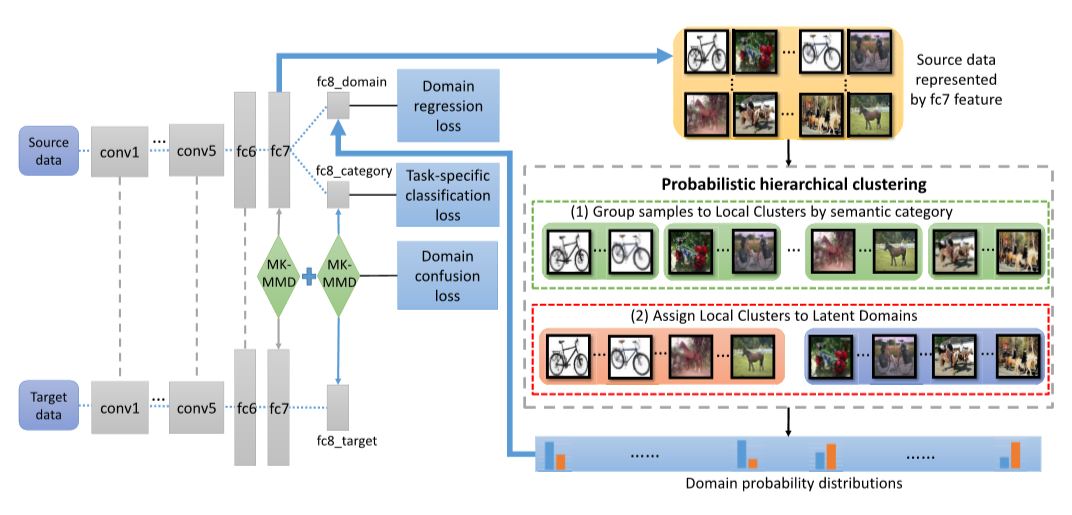 Source
data
conv1
...
conv5
fc6
fc7
fc8_domain
Domain
regression
loss
fc8_category
Task-specific
classification
loss
MK-
MMD
MK-
MMD
Domain
confusion
loss
Target
data
conv1
...
conv5
fc6
fc7
fc8_target
Source data
represented
by fc7 feature
Probabilistic hierarchical clustering
(1) Group samples to Local Clusters by semantic category
(2) Assign Local Clusters to Latent Domains
Domain probability distributions